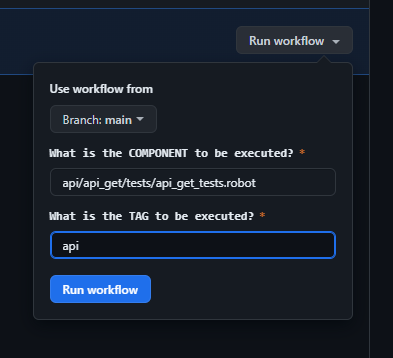 Run workflow
Use workflow from
Branch: main
What is the COMPONENT to be executed? *
api/api_get/tests/api_get_tests.robot
What is the TAG to be executed? *
api
Run workflow